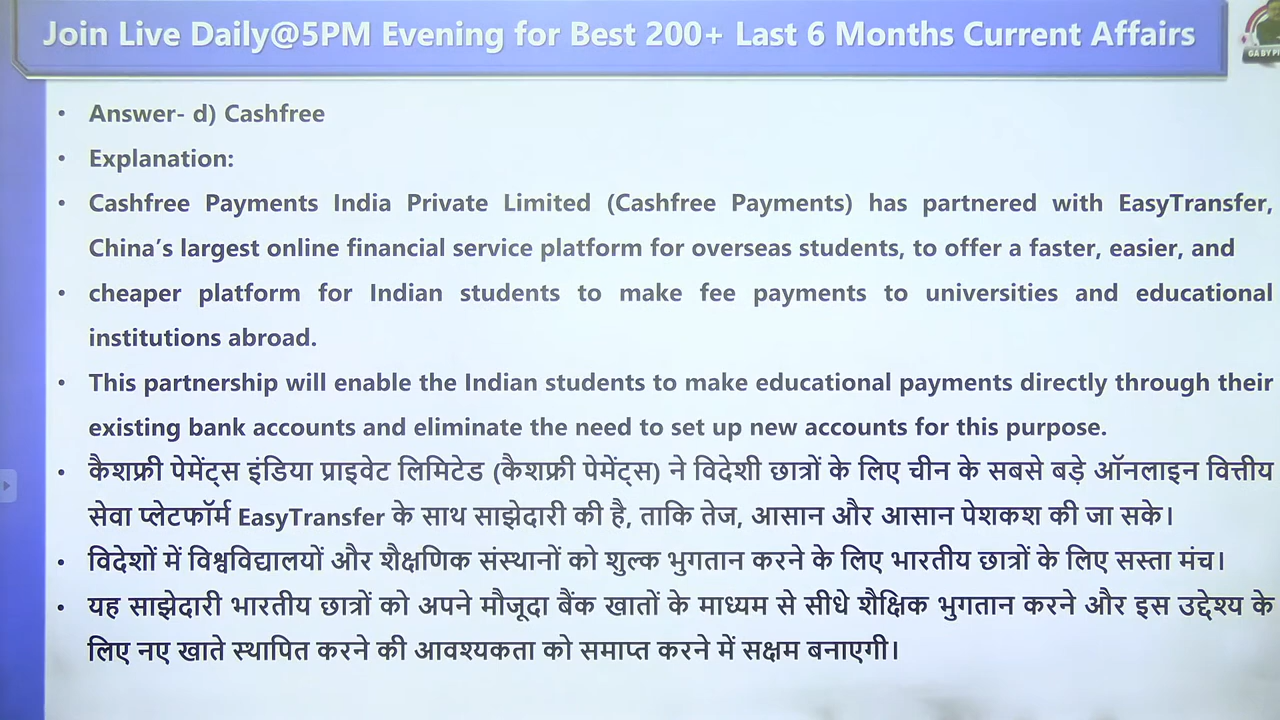 Join Live Daily@5PM Evening for Best 200+ Last 6 Months Current Affairs
• Answer- d) Cashfree
• Explanation:
• Cashfree Payments India Private Limited (Cashfree Payments) has partnered with EasyTransfer,
China's largest online financial service platform for overseas students, to offer a faster, easier, and
• cheaper platform for Indian students to make fee payments to universities and educational
institutions abroad.
• This partnership will enable the Indian students to make educational payments directly through their
existing bank accounts and eliminate the need to set up new accounts for this purpose.
• कैशफ्री पेमेंट्स इंडिया प्राइवेट लिमिटेड (कैशफ्री पेमेंट्स) ने विदेशी छात्रों के लिए चीन के सबसे बड़े ऑनलाइन वित्तीय
सेवा प्लेटफॉर्म EasyTransfer के साथ साझेदारी की है, ताकि तेज, आसान और आसान पेशकश की जा सके।
• विदेशों में विश्वविद्यालयों और शैक्षणिक संस्थानों को शुल्क भुगतान करने के लिए भारतीय छात्रों के लिए सस्ता मंच।
• यह साझेदारी भारतीय छात्रों को अपने मौजूदा बैंक खातों के माध्यम से सीधे शैक्षिक भुगतान करने और इस उद्देश्य के
लिए नए खाते स्थापित करने की आवश्यकता को समाप्त करने में सक्षम बनाएगी।